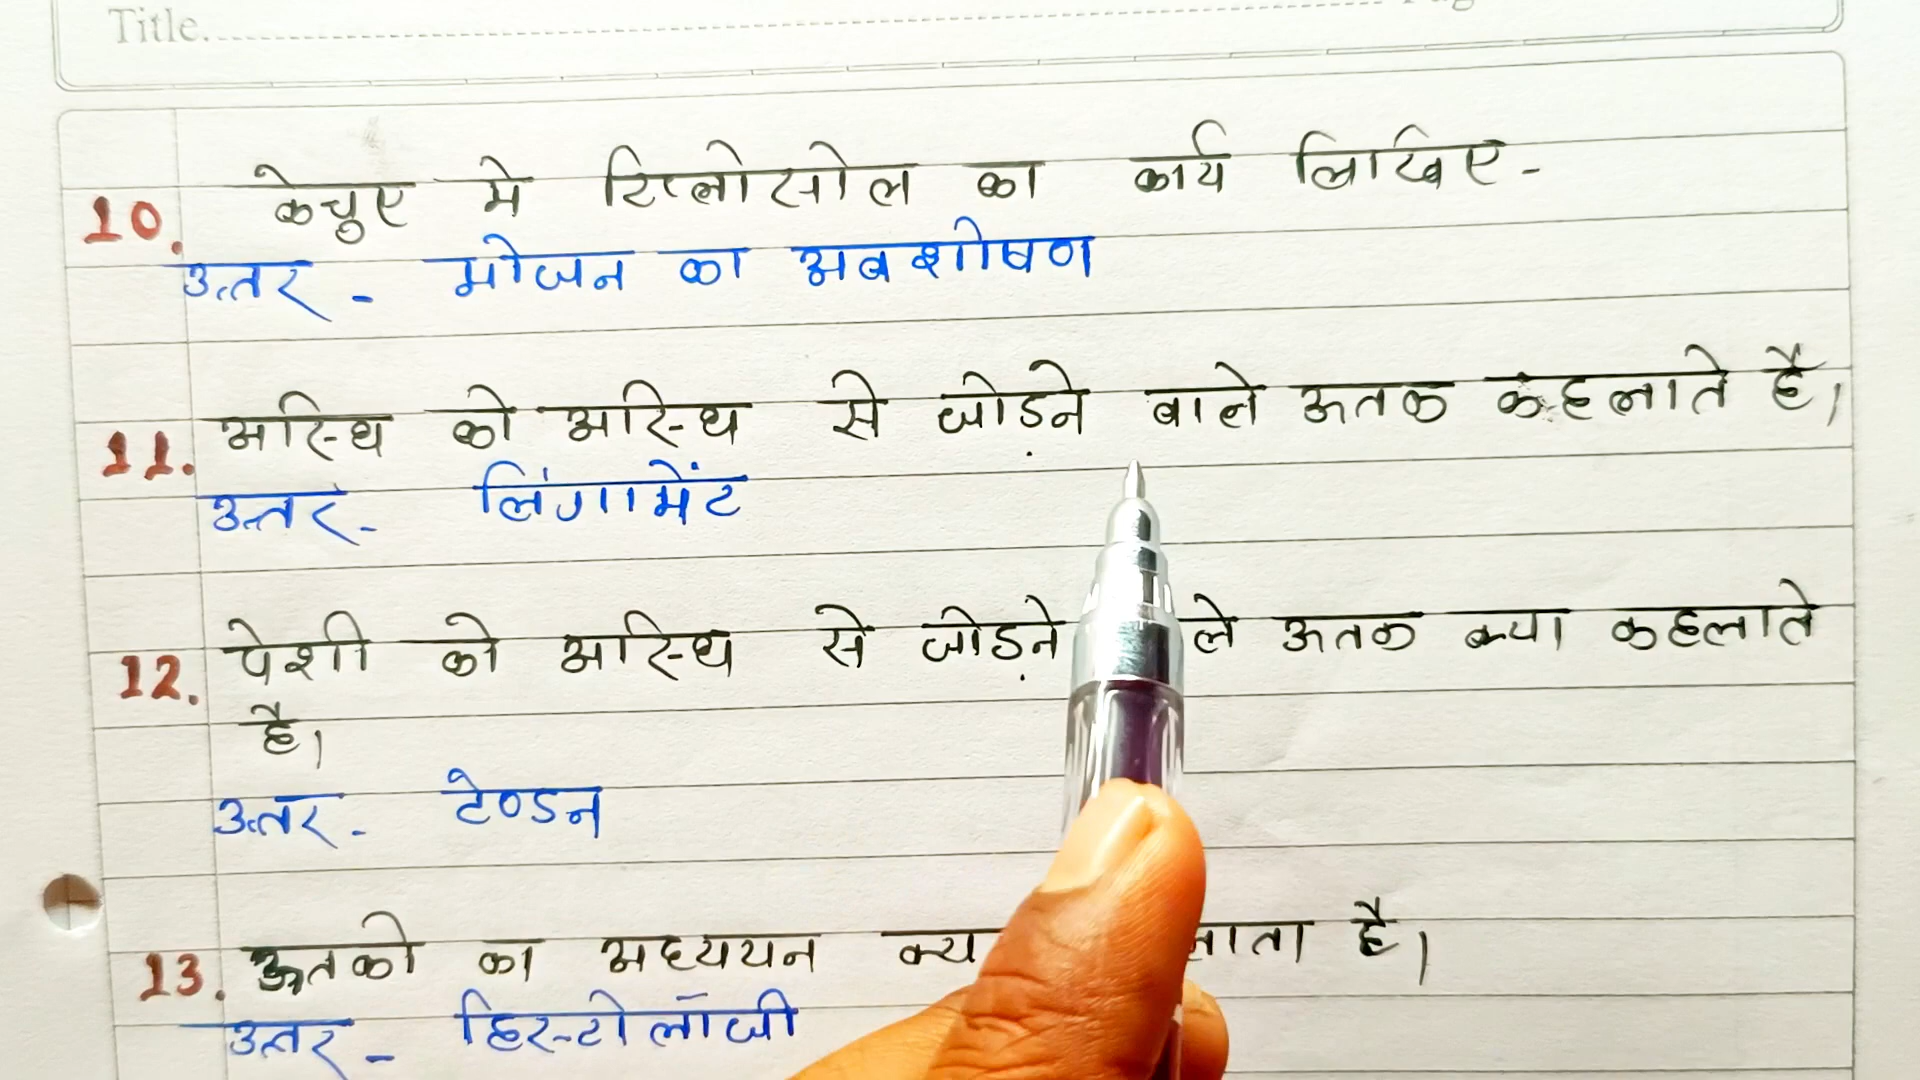 Title.
10. केचुए मे टिफ्लोसोल का कार्य लिखिए-
उत्तर - भोजन का अवशोषण
11. अस्थि को अस्थि से जोड़ने वाले ऊतक कहलाते है।
उत्तर- लिंगामेंट
12. पेशी को अस्थि से जोड़ने ले ऊतक क्या कहलाते
है।
उत्तर- टेण्डन
13. ऊतको का अध्ययन क्य लाता है।
उत्तर- हिस्टोलॉजी